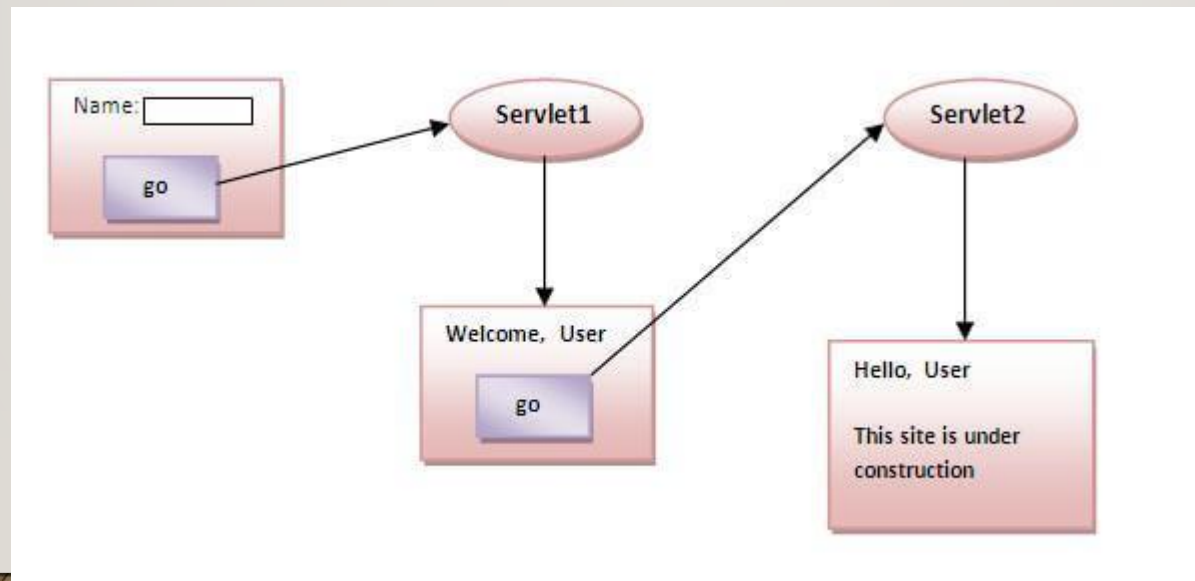 Name:
go
Servlet1
Welcome, User
go
Servlet2
Hello, User
This site is under
construction